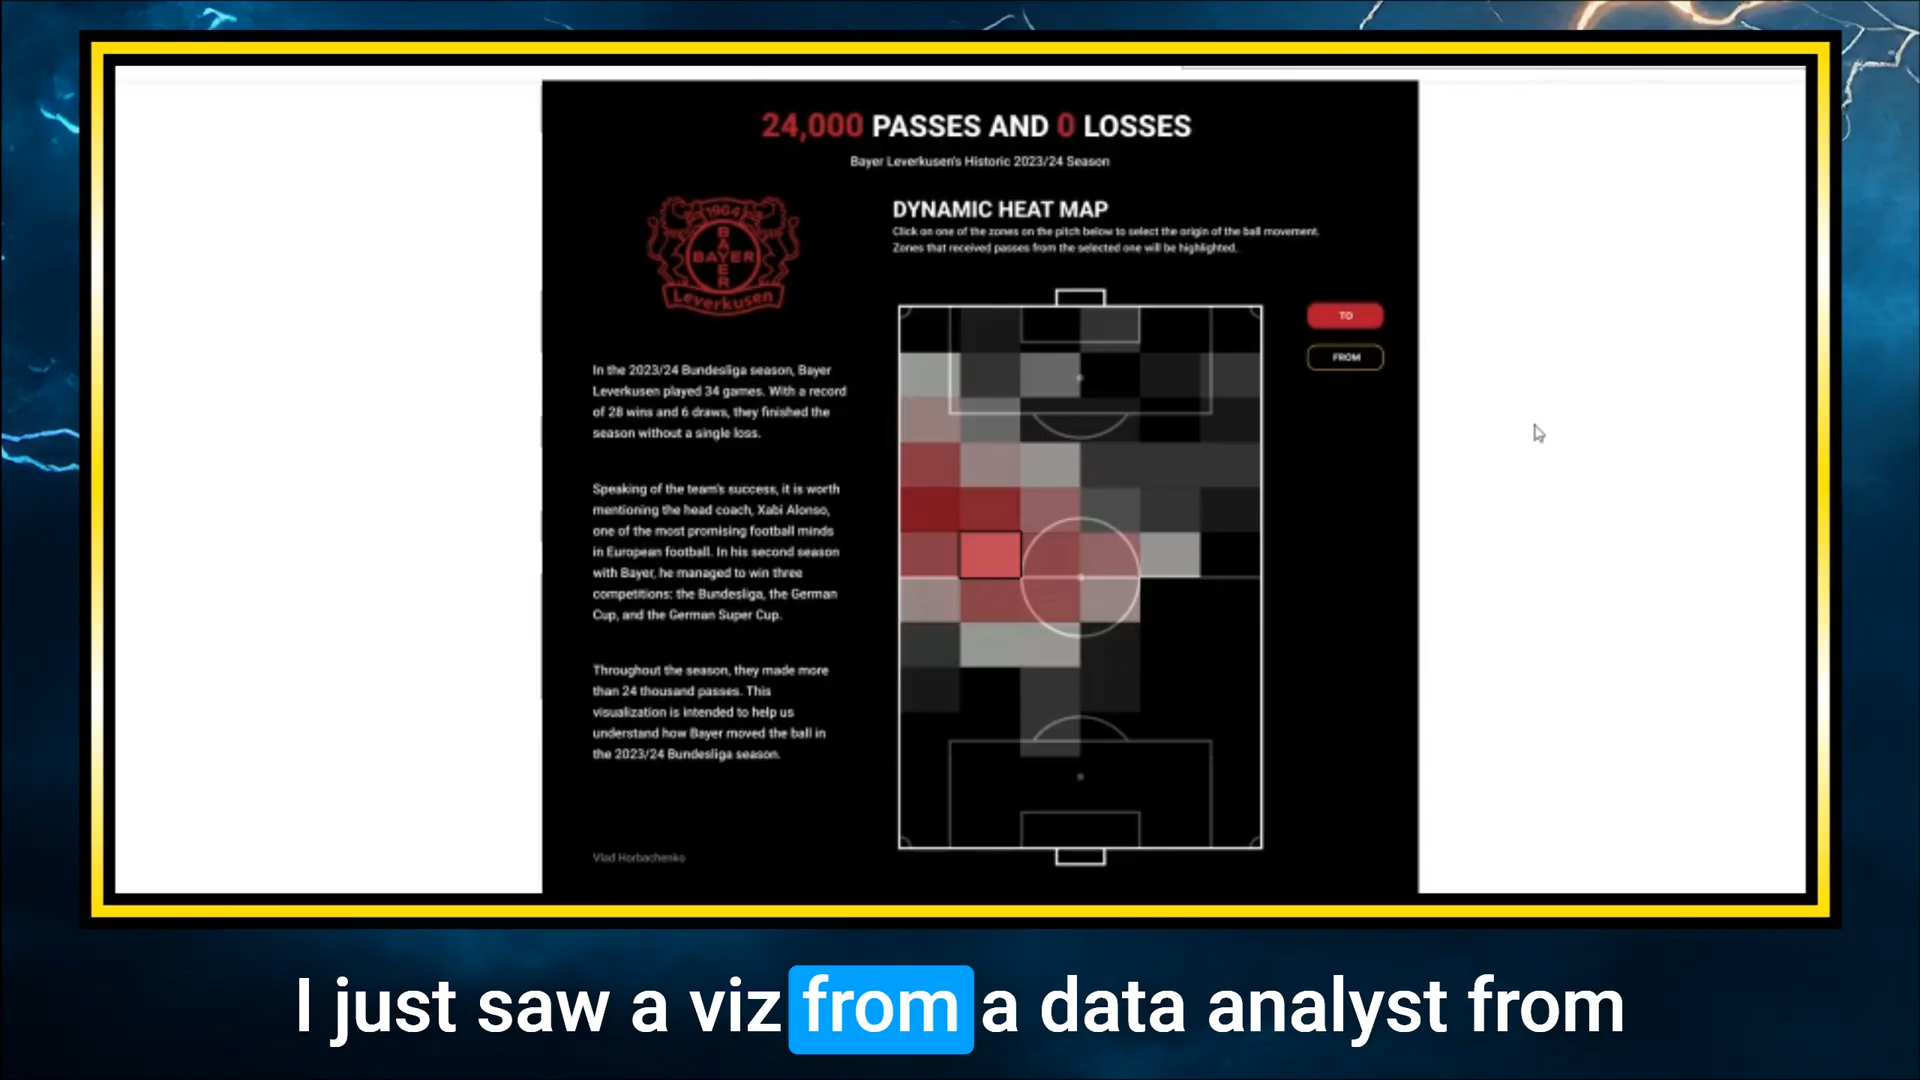 24,000 PASSES AND 0 LOSSES
Bayer Leverkusen's Historic 2023/24 Season
1904
BAYER
BAYER
Leverkusen
DYNAMIC HEAT MAP
Click on one of the zones on the pitch below to select the origin of the ball movement.
Zones that received passes from the selected one will be highlighted.
TO
FROM
In the 2023/24 Bundesliga season, Bayer
Leverkusen played 34 games. With a record
of 28 wins and 6 draws, they finished the
season without a single loss.
Speaking of the team's success, it is worth
mentioning the head coach, Xabi Alonso,
one of the most promising football minds
in European football. In his second season
with Bayer, he managed to win three
competitions: the Bundesliga, the German
Cup, and the German Super Cup.
Throughout the season, they made more
than 24 thousand passes. This
visualization is intended to help us
understand how Bayer moved the ball in
the 2023/24 Bundesliga season.
Vlad Horbachenko
I just saw a viz from a data analyst from